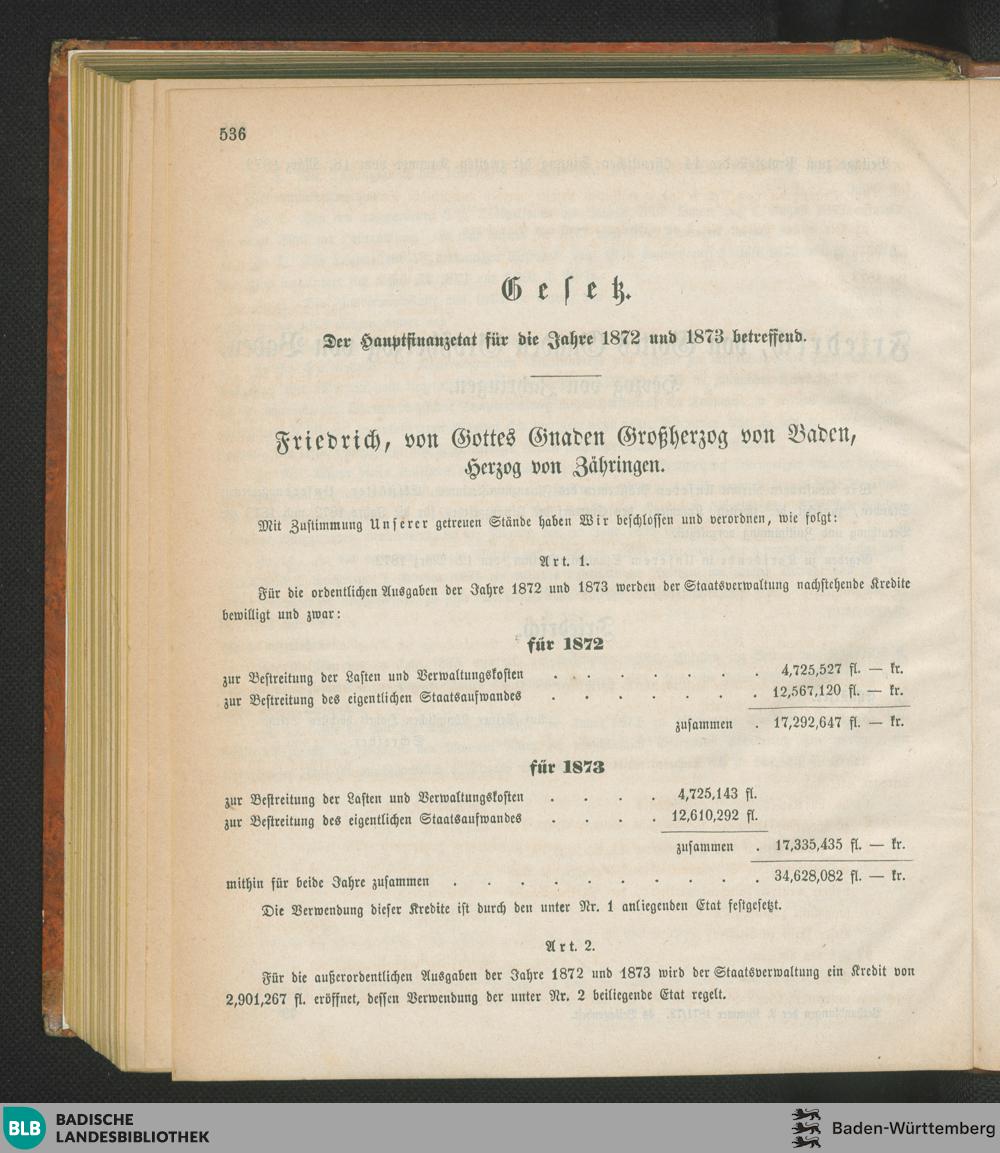 536
Gesetz.
Der Hauptfinanzetat für die Jahre 1872 und 1873 betreffend.
Friedrich, von Gottes Gnaden Großherzog von Baden,
Herzog von Zähringen.
Mit Zustimmung Unserer getreuen Stände haben Wir beschlossen und verordnen, wie folgt:
Art. 1.
Für die ordentlichen Ausgaben der Jahre 1872 und 1873 werden der Staatsverwaltung nachstehende Kredite
bewilligt und zwar:
für 1872
zur Bestreitung der Lasten und Verwaltungskosten . . . . . . . 4,725,527 fl. — kr.
zur Bestreitung des eigentlichen Staatsaufwandes . . . . . . . 12,567,120 fl. — kr.
zusammen . 17,292,647 fl. — kr.
für 1873
zur Bestreitung der Lasten und Verwaltungskosten . . . . 4,725,143 fl.
zur Bestreitung des eigentlichen Staatsaufwandes . . . . 12,610,292 fl.
zusammen . 17,335,435 fl. — kr.
mithin für beide Jahre zusammen . . . . . . . . . . 34,628,082 fl. — kr.
Die Verwendung dieser Kredite ist durch den unter Nr. 1 anliegenden Etat festgesetzt.
Art. 2.
Für die außerordentlichen Ausgaben der Jahre 1872 und 1873 wird der Staatsverwaltung ein Kredit von
2,901,267 fl. eröffnet, dessen Verwendung der unter Nr. 2 beiliegende Etat regelt.
BLB BADISCHE
LANDESBIBLIOTHEK
Baden-Württemberg